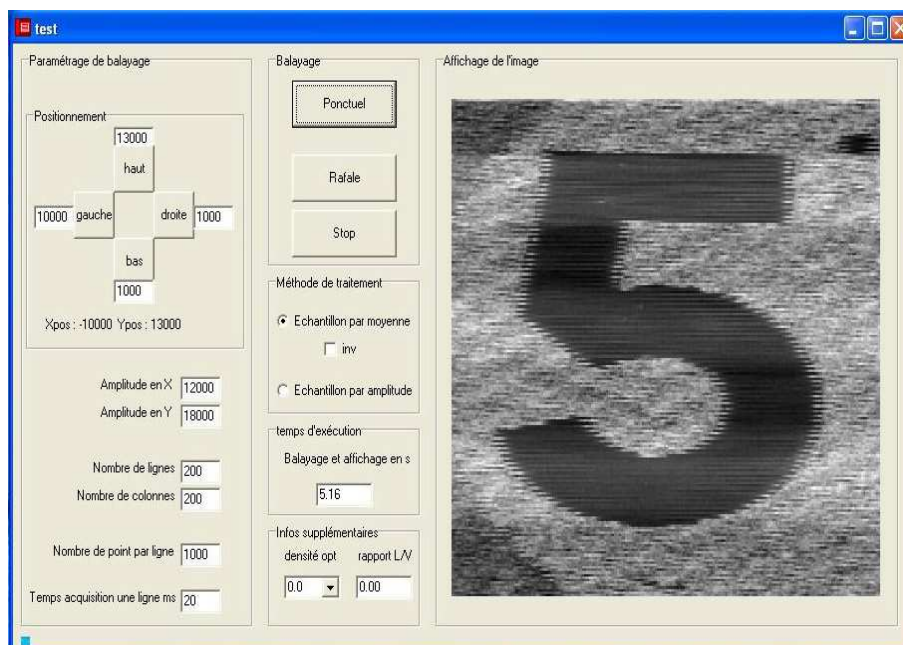 test
Paramétrage de balayage
Positionnement
13000
haut
10000 gauche droite 1000
bas
1000
Xpos : -10000 Ypos : 13000
Amplitude en X 12000
Amplitude en Y 18000
Nombre de lignes 200
Nombre de colonnes 200
Nombre de point par ligne 1000
Temps acquisition une ligne ms 20
Balayage
Ponctuel
Rafale
Stop
Méthode de traitement
Echantillon par moyenne
inv
Echantillon par amplitude
temps d'exécution
Balayage et affichage en s
5.16
Infos supplémentaires
densité opt rapport L/V
0.0 0.00
Affichage de l'image
5